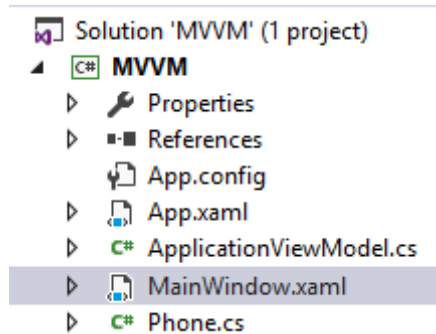 Solution 'MVVM' (1 project)
C# MVVM
Properties
References
App.config
App.xaml
C# ApplicationViewModel.cs
MainWindow.xaml
C# Phone.cs